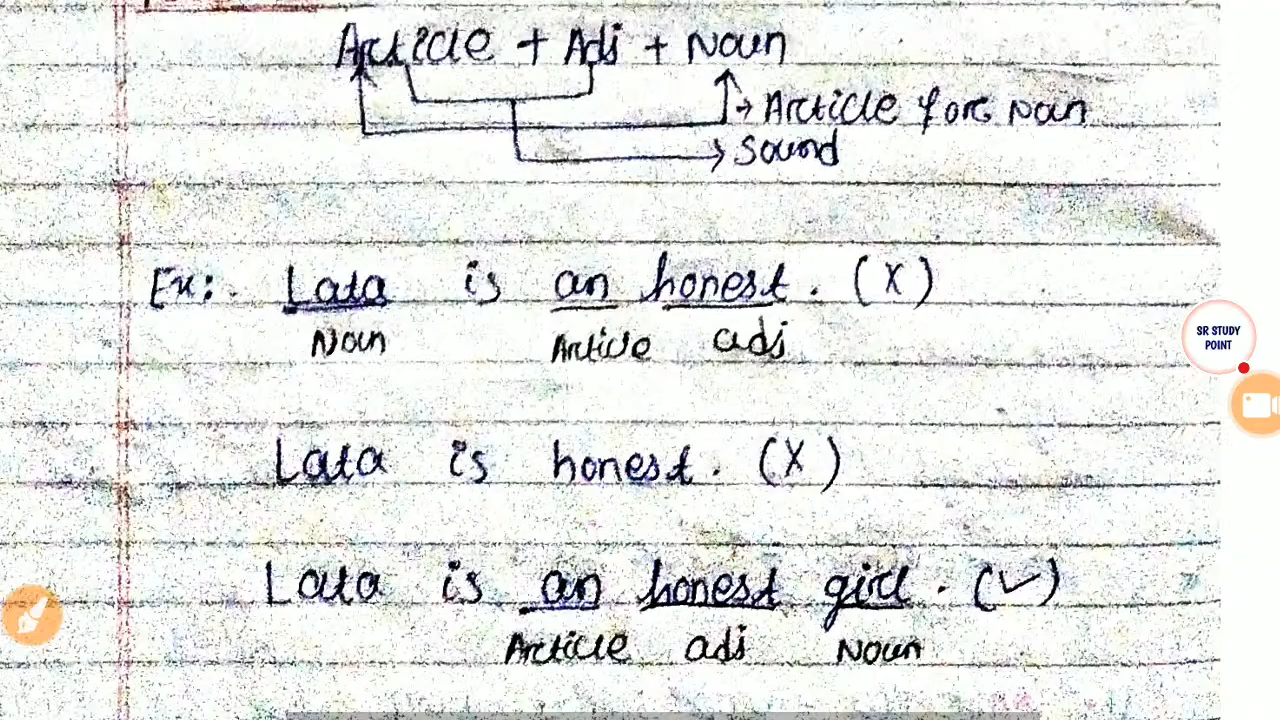 Article + Adj + Noun
→ Article for Noun
→ Sound
Ex:. Lata is an honest. (X)
Noun Article adj
SR STUDY
POINT
Lata is honest. (X)
Lata is an honest girl. (✓)
Article adj Noun